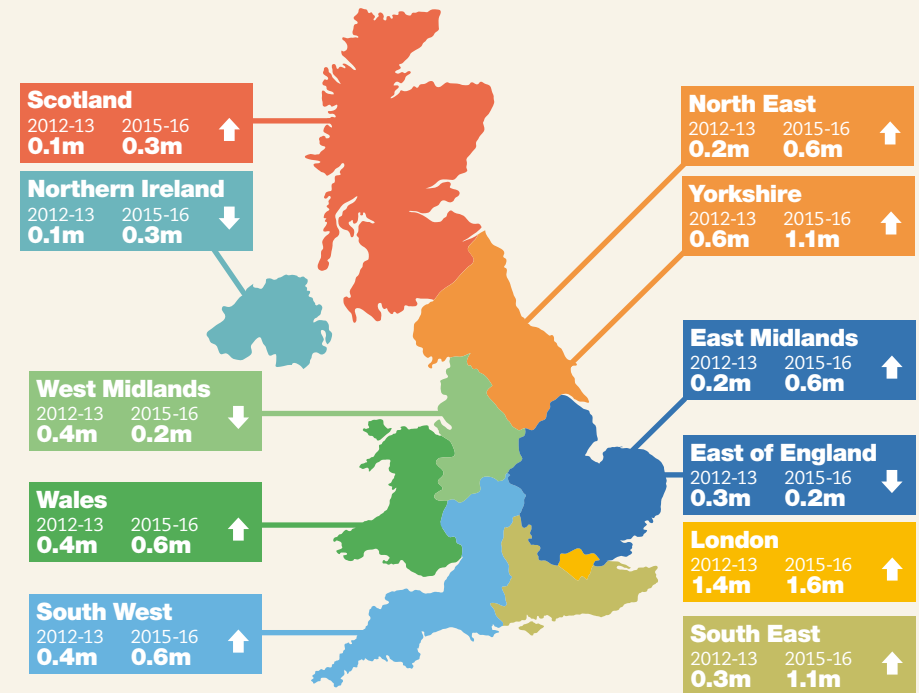 Scotland
2012-13 2015-16
0.1m 0.3m
Northern Ireland
2012-13 2015-16
0.1m 0.3m
West Midlands
2012-13 2015-16
0.4m 0.2m
Wales
2012-13 2015-16
0.4m 0.6m
South West
2012-13 2015-16
0.4m 0.6m
North East
2012-13 2015-16
0.2m 0.6m
Yorkshire
2012-13 2015-16
0.6m 1.1m
East Midlands
2012-13 2015-16
0.2m 0.6m
East of England
2012-13 2015-16
0.3m 0.2m
London
2012-13 2015-16
1.4m 1.6m
South East
2012-13 2015-16
0.3m 1.1m